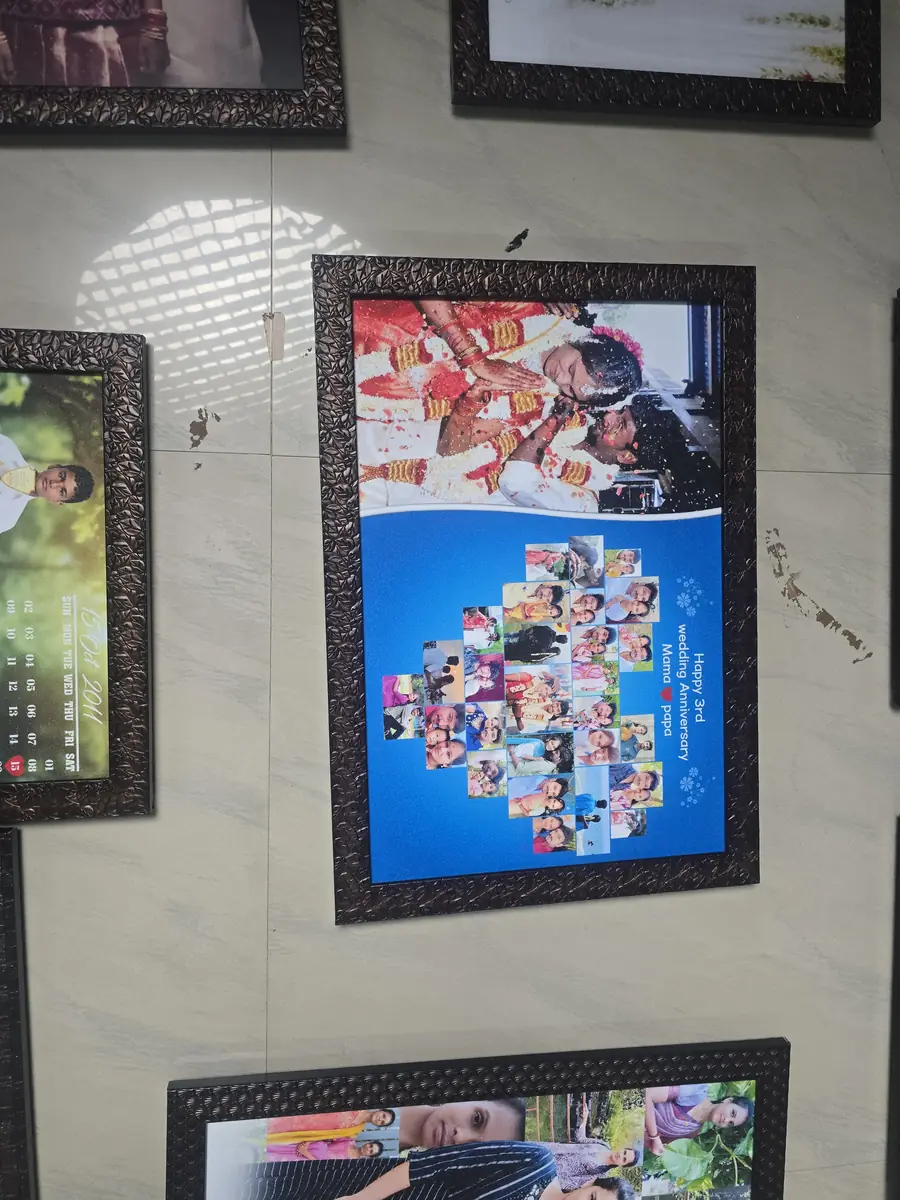 Happy 3rd
wedding Anniversary
Mama ❤ papa
15 Oct 2011
SUN MON TUE WED THU FRI SAT
01
02 03 04 05 06 07 08
09 10 11 12 13 14 15